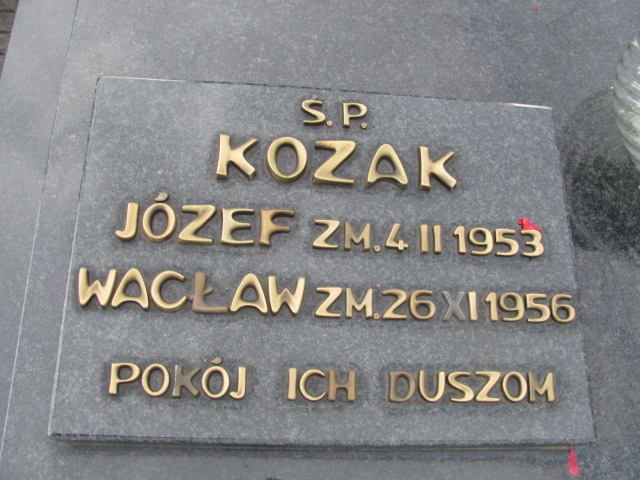 Ś.P.
KOZAK
JÓZEF ZM.4 II 1953
WACŁAW ZM.26 XI 1956
POKÓJ ICH DUSZOM